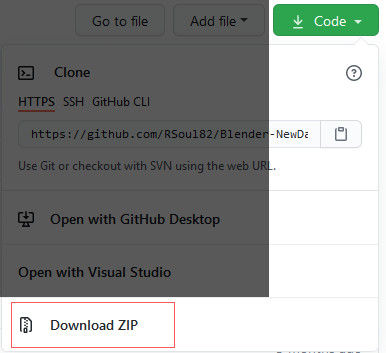 Go to file
Add file
Code
Clone
HTTPS SSH GitHub CLI
https://github.com/RSoul82/Blender-NewDa
Use Git or checkout with SVN using the web URL.
Open with GitHub Desktop
Open with Visual Studio
Download ZIP